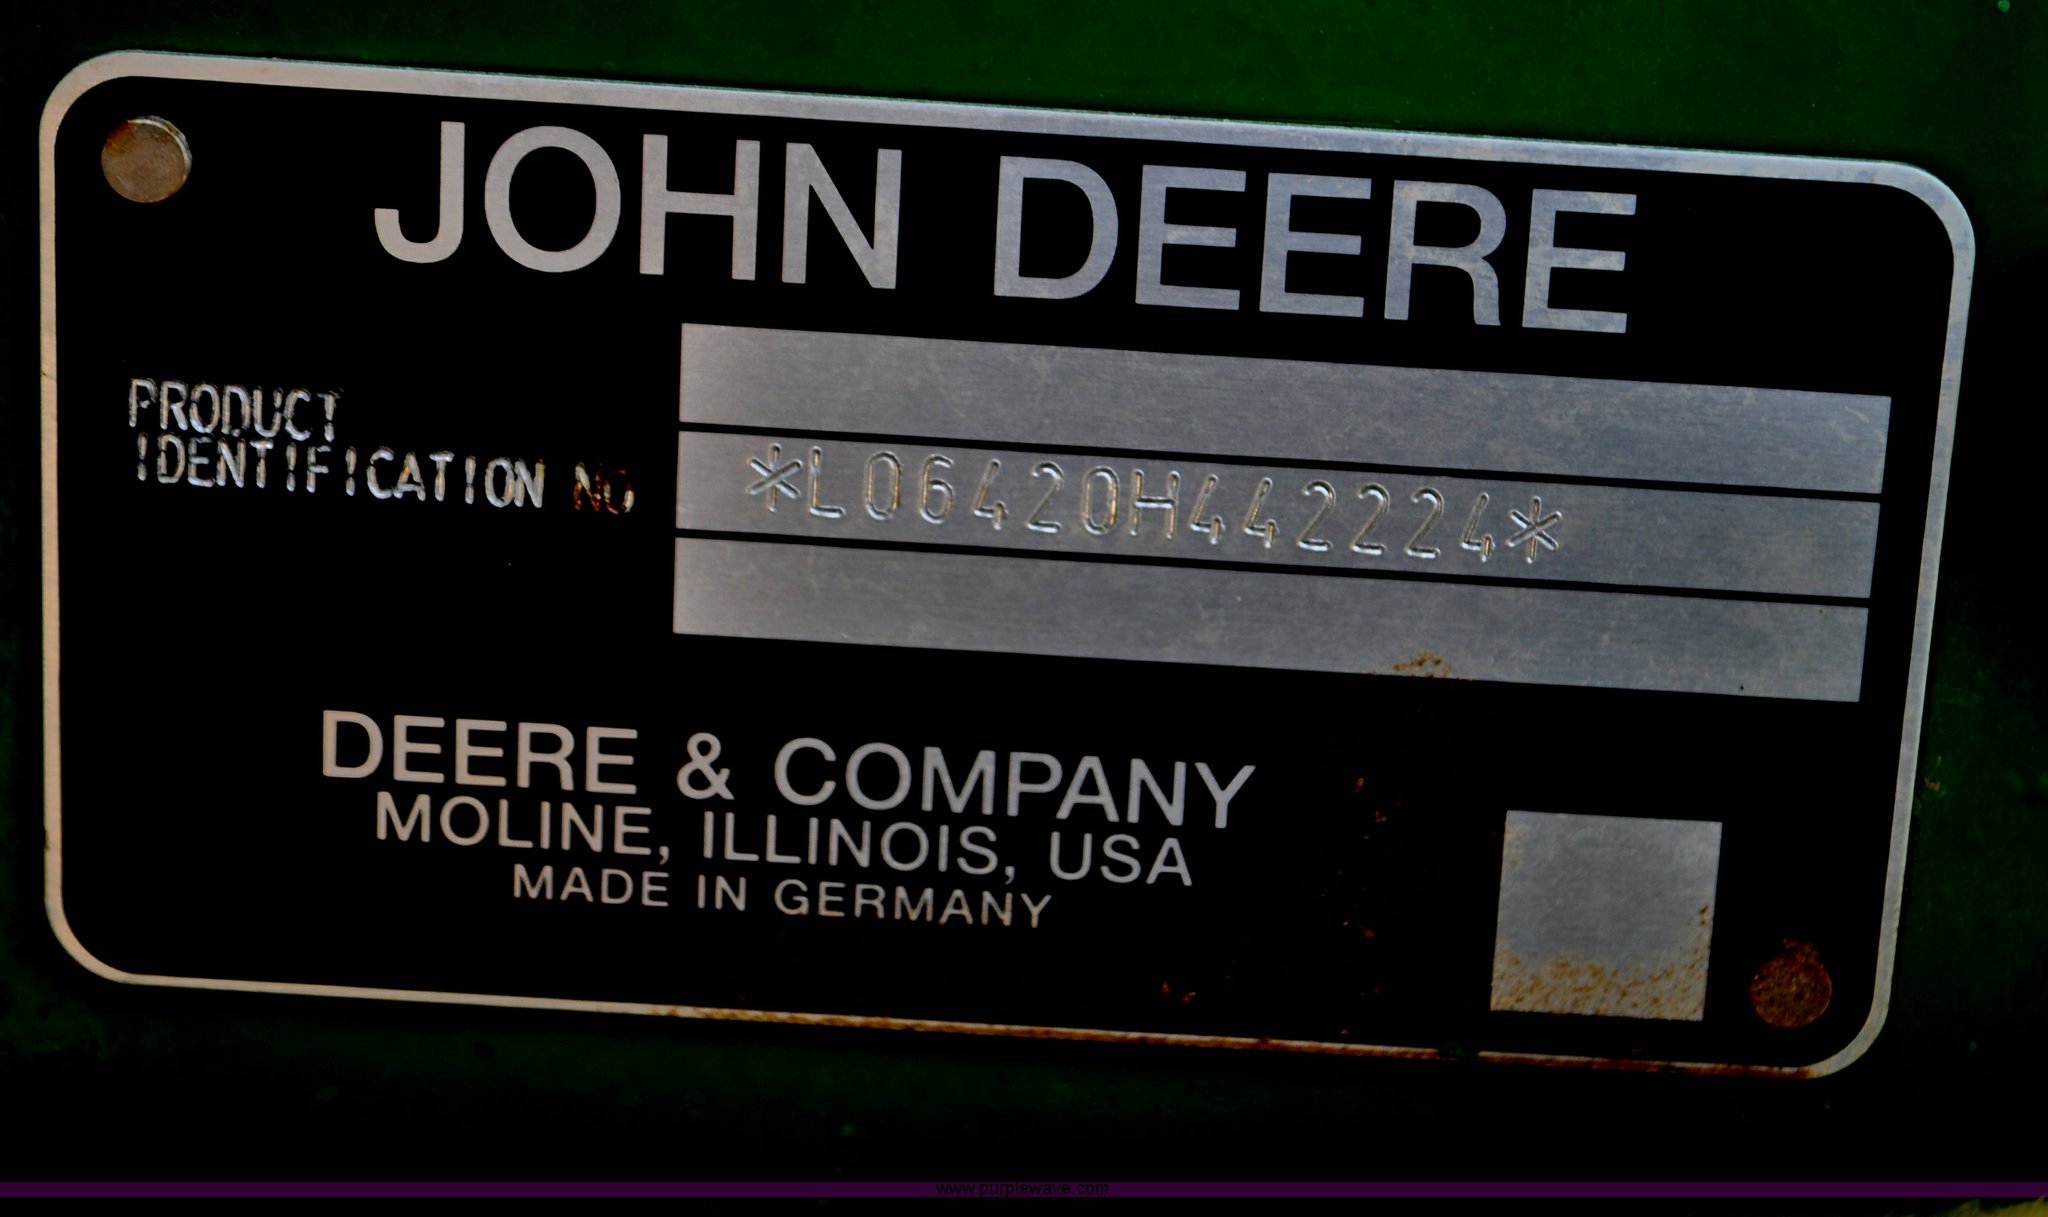 JOHN DEERE
PRODUCT
IDENTIFICATION NO
*L06420H442224*
DEERE & COMPANY
MOLINE, ILLINOIS, USA
MADE IN GERMANY
www.purplewave.com